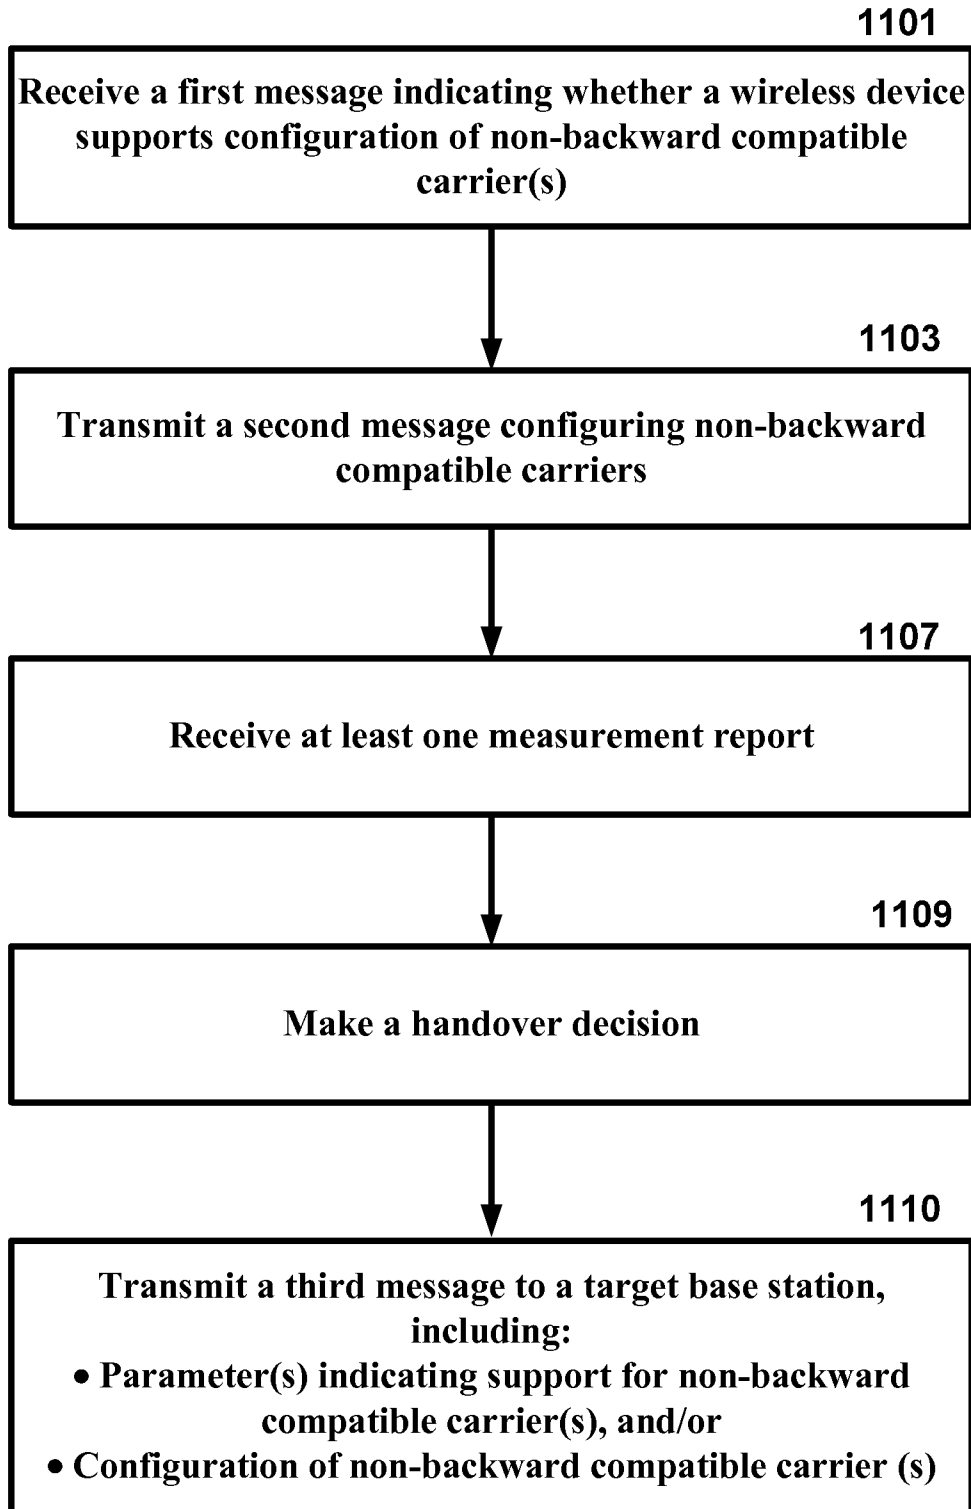 1101
Receive a first message indicating whether a wireless device
supports configuration of non-backward compatible
carrier(s)
1103
Transmit a second message configuring non-backward
compatible carriers
1107
Receive at least one measurement report
1109
Make a handover decision
1110
Transmit a third message to a target base station,
including:
• Parameter(s) indicating support for non-backward
compatible carrier(s), and/or
• Configuration of non-backward compatible carrier (s)